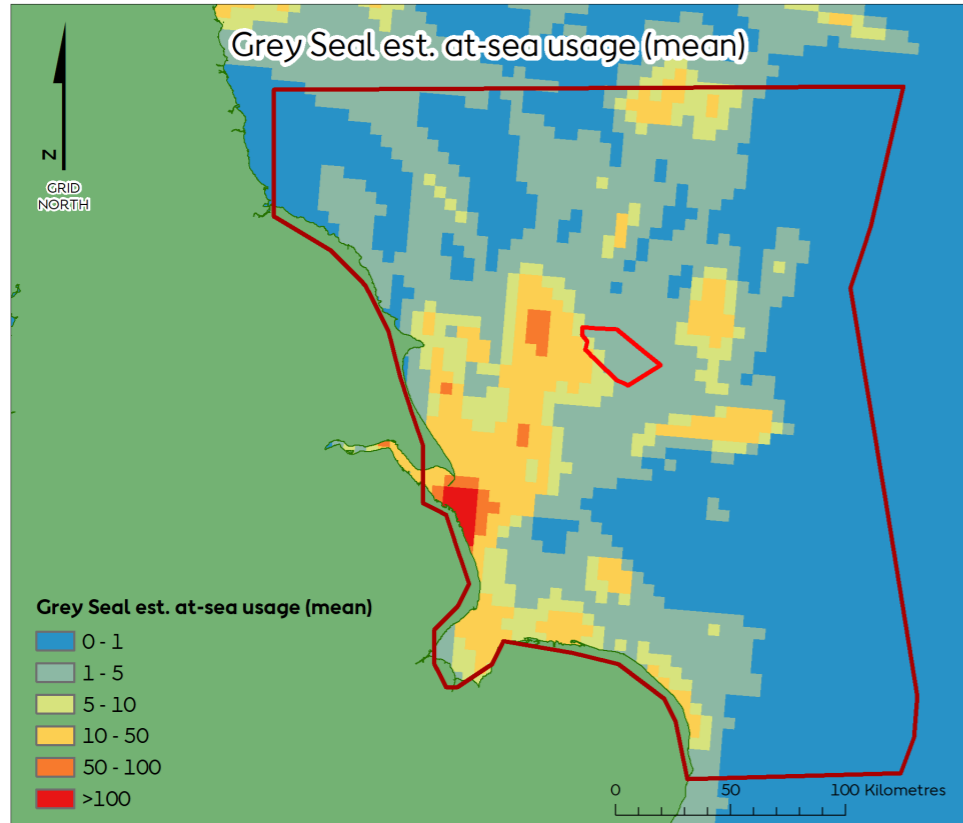 Grey Seal est. at-sea usage (mean)
N
GRID
NORTH
Grey Seal est. at-sea usage (mean)
0 - 1
1 - 5
5 - 10
10 - 50
50 - 100
>100
0 50 100 Kilometres